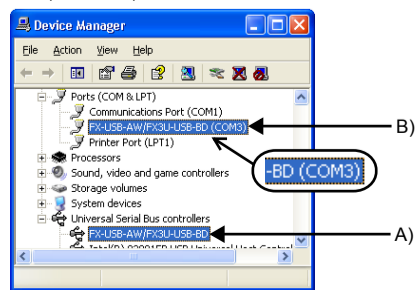 Device Manager
File Action View Help
Ports (COM & LPT)
Communications Port (COM1)
FX-USB-AW/FX3U-USB-BD (COM3)
B)
Printer Port (LPT1)
Processors
-BD (COM3)
Sound, video and game controllers
Storage volumes
System devices
Universal Serial Bus controllers
FX-USB-AW/FX3U-USB-BD
A)